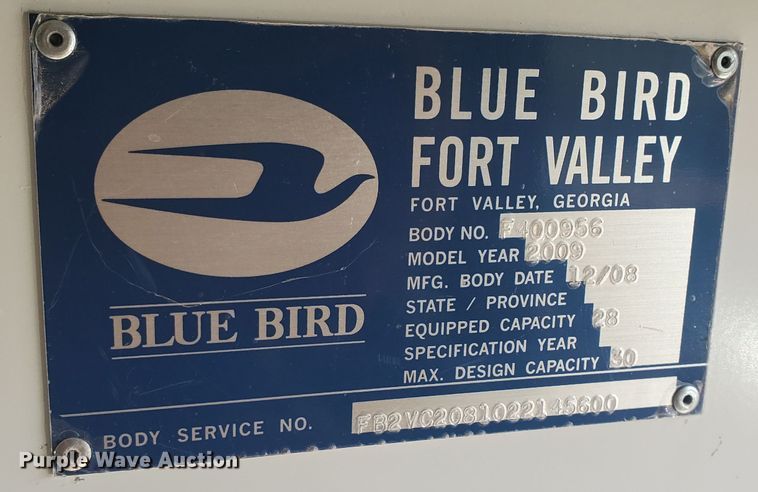 BLUE BIRD
BLUE BIRD
FORT VALLEY
FORT VALLEY, GEORGIA
BODY NO. F400956
MODEL YEAR 2009
MFG. BODY DATE 12/08
STATE / PROVINCE
EQUIPPED CAPACITY 28
SPECIFICATION YEAR
MAX. DESIGN CAPACITY 30
BODY SERVICE NO. FB2VC2081022145600
Purple Wave Auction